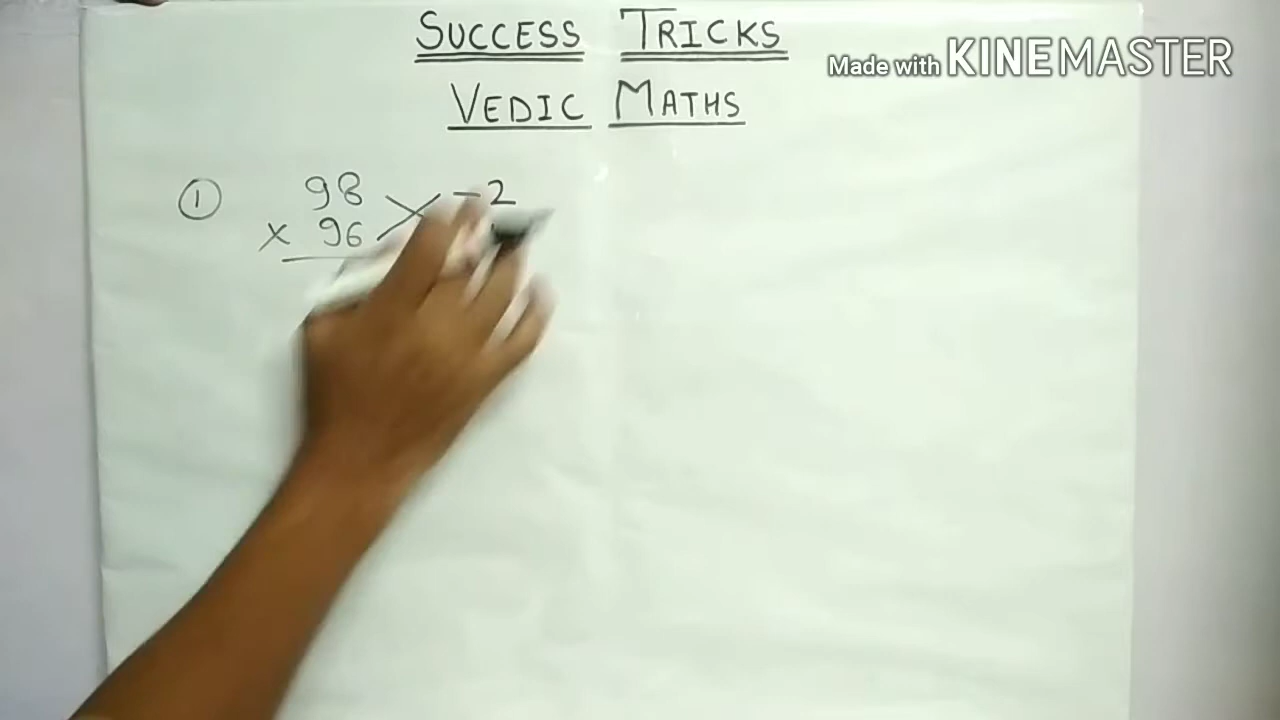 SUCCESS TRICKS
Made with KINEMASTER
VEDIC MATHS
① 98 -2
x 96